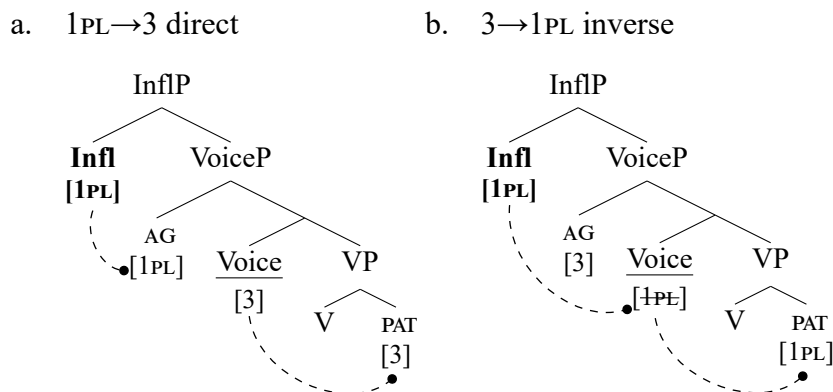 a. 1PL→3 direct
b. 3→1PL inverse
InflP
InflP
Infl VoiceP
Infl VoiceP
[1PL]
[1PL]
AG
[1PL]
AG
[3]
Voice VP
[3]
Voice VP
[1PL]
V PAT
[3]
V PAT
[1PL]